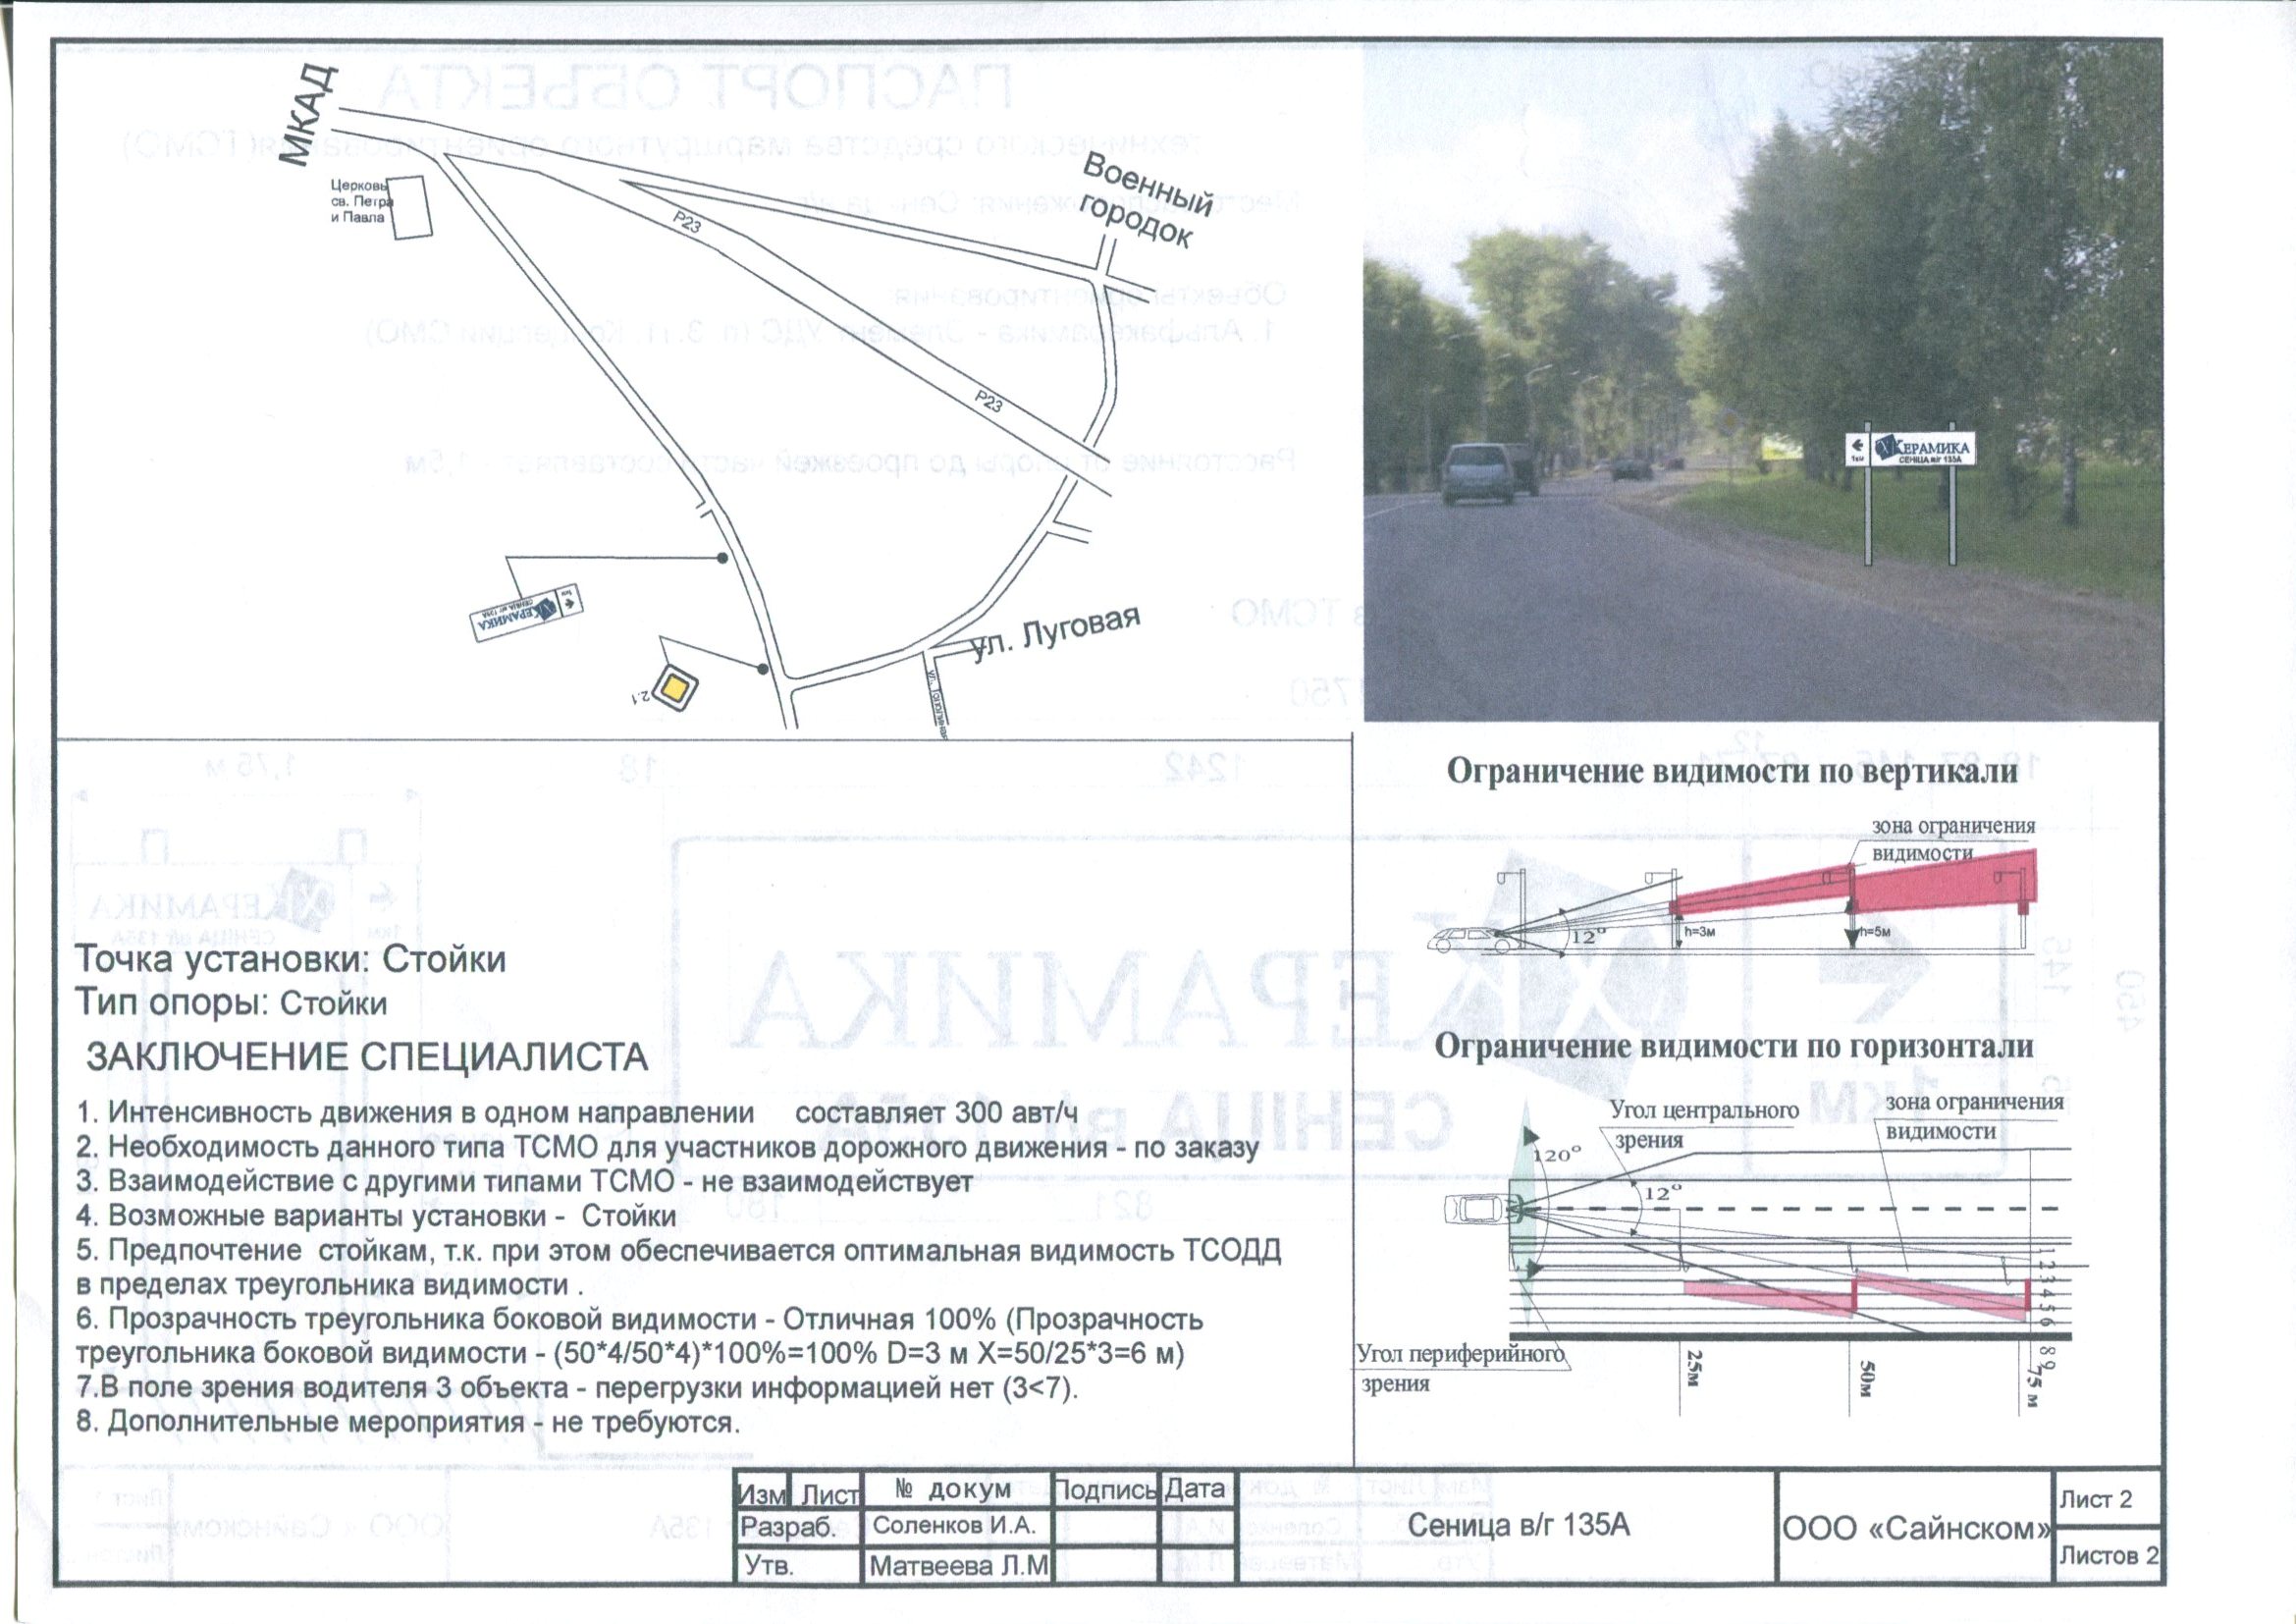 МКАД
Церковь
св. Петра
и Павла
Р23
Военный
городок
Р23
КЕРАМИКА
СЕНІЦА в/г 135А
1км
2.1
ул. Луговая
1км
КЕРАМИКА
СЕНІЦА в/г 135А
Точка установки: Стойки
Тип опоры: Стойки
ЗАКЛЮЧЕНИЕ СПЕЦИАЛИСТА
1. Интенсивность движения в одном направлении составляет 300 авт/ч
2. Необходимость данного типа ТСМО для участников дорожного движения - по заказу
3. Взаимодействие с другими типами ТСМО - не взаимодействует
4. Возможные варианты установки - Стойки
5. Предпочтение стойкам, т.к. при этом обеспечивается оптимальная видимость ТСОДД
в пределах треугольника видимости .
6. Прозрачность треугольника боковой видимости - Отличная 100% (Прозрачность
треугольника боковой видимости - (50*4/50*4)*100%=100% D=3 м X=50/25*3=6 м)
7.В поле зрения водителя 3 объекта - перегрузки информацией нет (3<7).
8. Дополнительные мероприятия - не требуются.
Ограничение видимости по вертикали
зона ограничения
видимости
12°
h=3м
h=5м
Ограничение видимости по горизонтали
Угол центрального
зрения
зона ограничения
видимости
120°
12°
1 2 3 4 5 6
8 9
Угол периферийного
зрения
25м
50м
75 м
Изм Лист № докум Подпись Дата
Разраб. Соленков И.А.
Утв. Матвеева Л.М
Сеница в/г 135А
ООО «Сайнском»
Лист 2
Листов 2